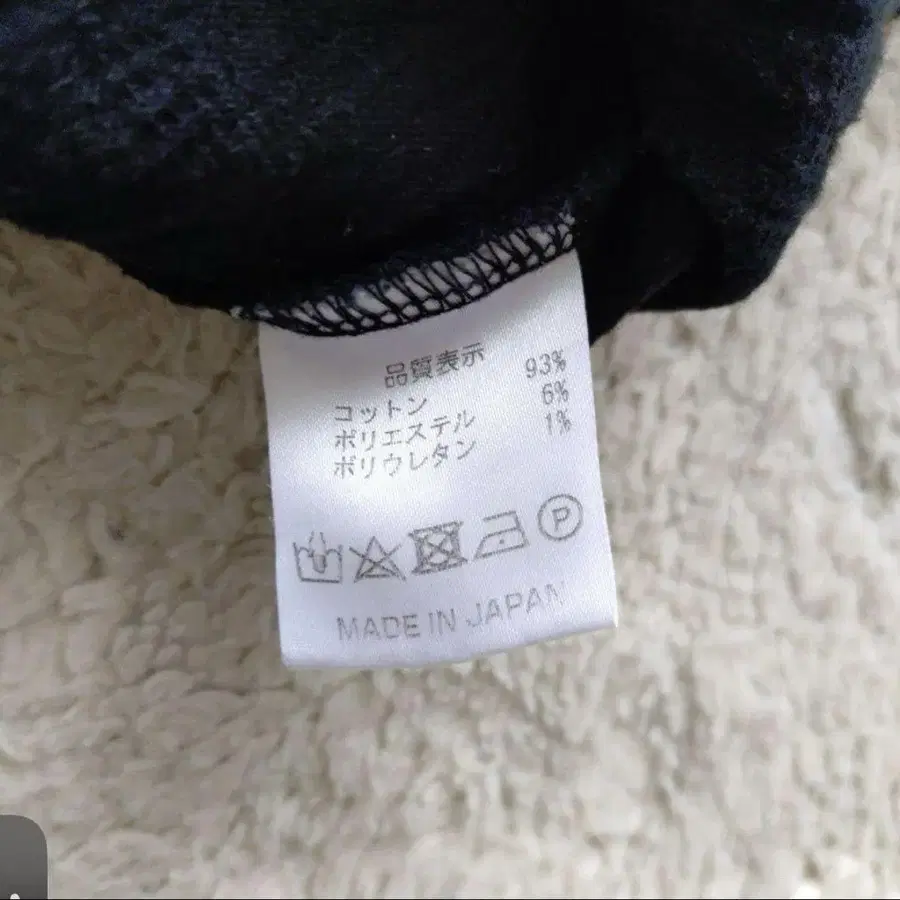 品質表示
コットン 93%
ポリエステル 6%
ポリウレタン 1%
P
MADE IN JAPAN